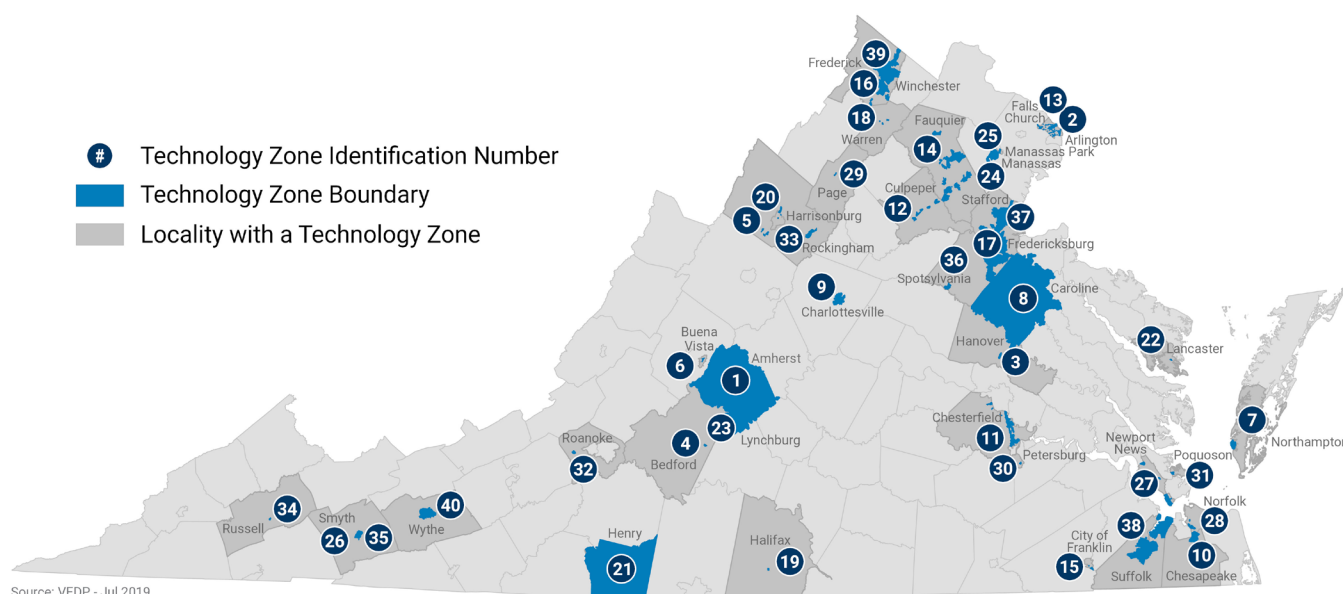 # Technology Zone Identification Number
Technology Zone Boundary
Locality with a Technology Zone
39
Frederick
16
Winchester
13
Falls
Church
2
Arlington
18
Warren
Fauquier
25
14
Manassas Park
Manassas
24
29
Page
Culpeper
12
Stafford
20
5
Harrisonburg
33
Rockingham
37
17
Fredericksburg
36
Spotsylvania
9
Charlottesville
8
Caroline
Hanover
3
22
Lancaster
Buena
Vista
6
Amherst
1
23
Lynchburg
4
Bedford
Roanoke
32
Chesterfield
11
30
Petersburg
7
Northampton
Newport
News
27
Poquoson
31
Norfolk
28
38
10
City of
Franklin
15
Suffolk
Chesapeake
34
Russell
Smyth
26
35
40
Wythe
Henry
21
Halifax
19
Source: VEDP - Jul 2019